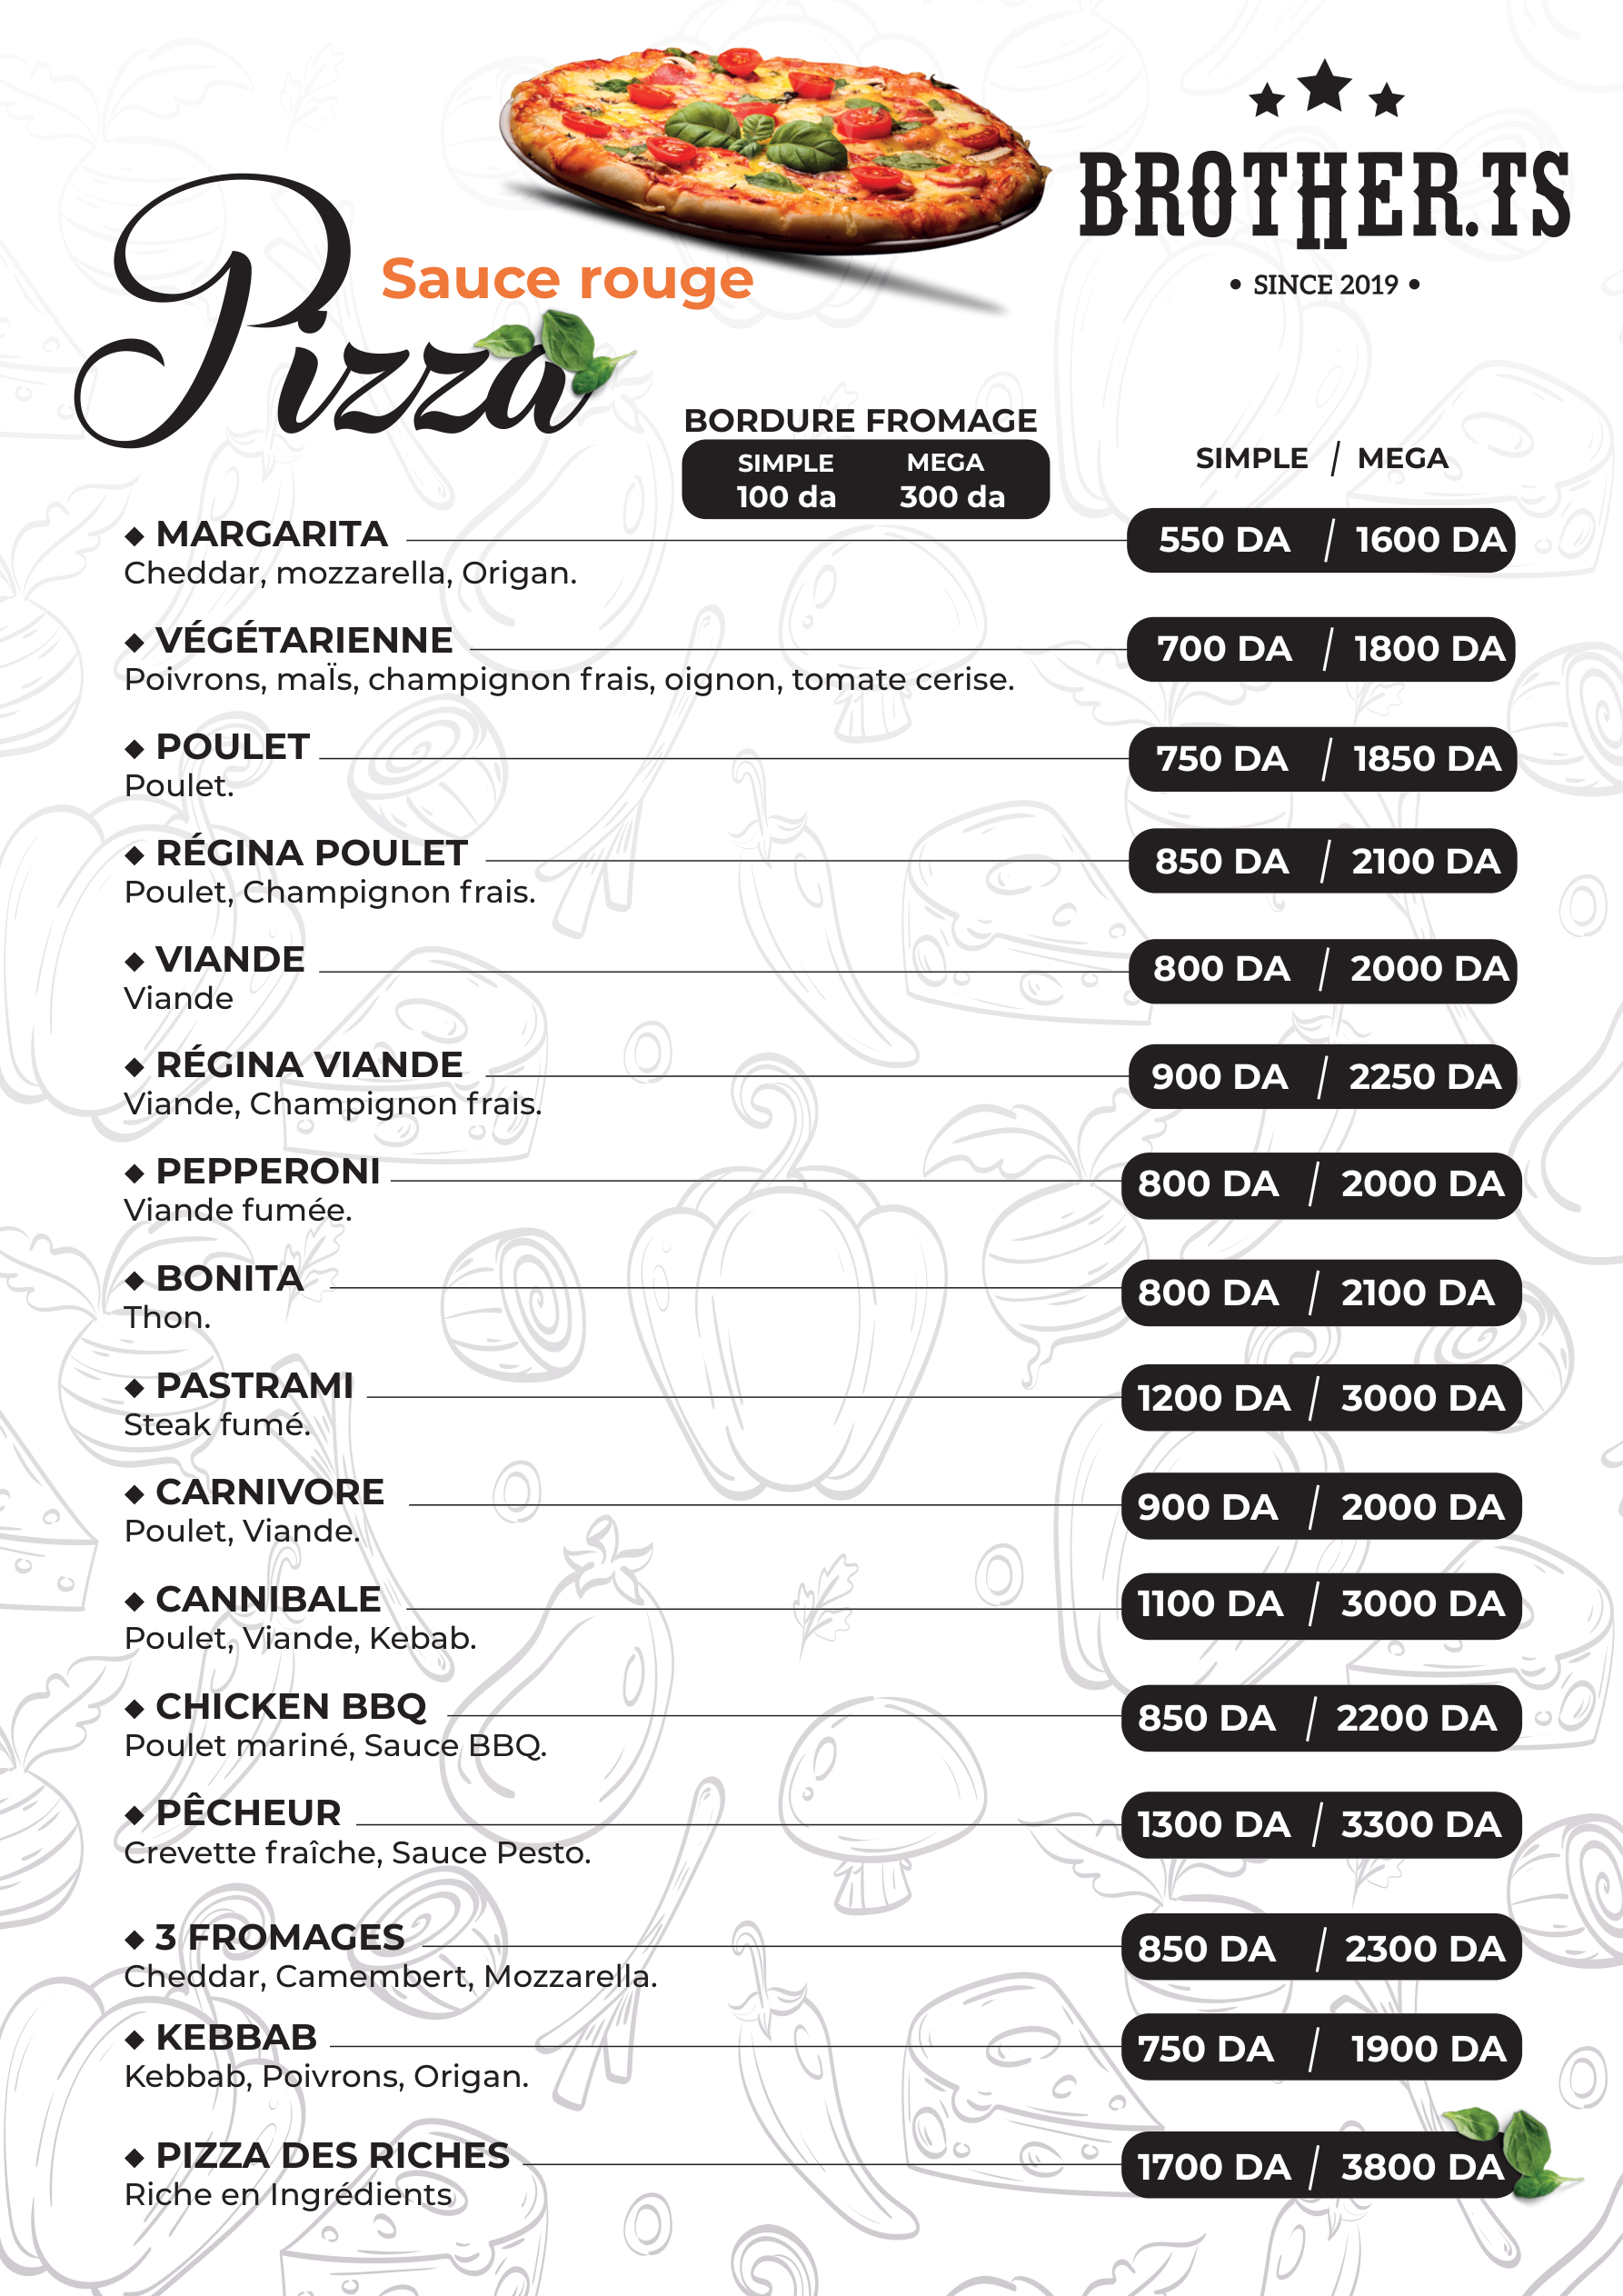 BROTHER.TS
• SINCE 2019 •
Sauce rouge
Pizza
BORDURE FROMAGE
SIMPLE MEGA
100 da 300 da
SIMPLE / MEGA
◆ MARGARITA 550 DA / 1600 DA
Cheddar, mozzarella, Origan.
◆ VÉGÉTARIENNE 700 DA / 1800 DA
Poivrons, maÏs, champignon frais, oignon, tomate cerise.
◆ POULET 750 DA / 1850 DA
Poulet.
◆ RÉGINA POULET 850 DA / 2100 DA
Poulet, Champignon frais.
◆ VIANDE 800 DA / 2000 DA
Viande
◆ RÉGINA VIANDE 900 DA / 2250 DA
Viande, Champignon frais.
◆ PEPPERONI 800 DA / 2000 DA
Viande fumée.
◆ BONITA 800 DA / 2100 DA
Thon.
◆ PASTRAMI 1200 DA / 3000 DA
Steak fumé.
◆ CARNIVORE 900 DA / 2000 DA
Poulet, Viande.
◆ CANNIBALE 1100 DA / 3000 DA
Poulet, Viande, Kebab.
◆ CHICKEN BBQ 850 DA / 2200 DA
Poulet mariné, Sauce BBQ.
◆ PÊCHEUR 1300 DA / 3300 DA
Crevette fraîche, Sauce Pesto.
◆ 3 FROMAGES 850 DA / 2300 DA
Cheddar, Camembert, Mozzarella.
◆ KEBBAB 750 DA / 1900 DA
Kebbab, Poivrons, Origan.
◆ PIZZA DES RICHES 1700 DA / 3800 DA
Riche en Ingrédients